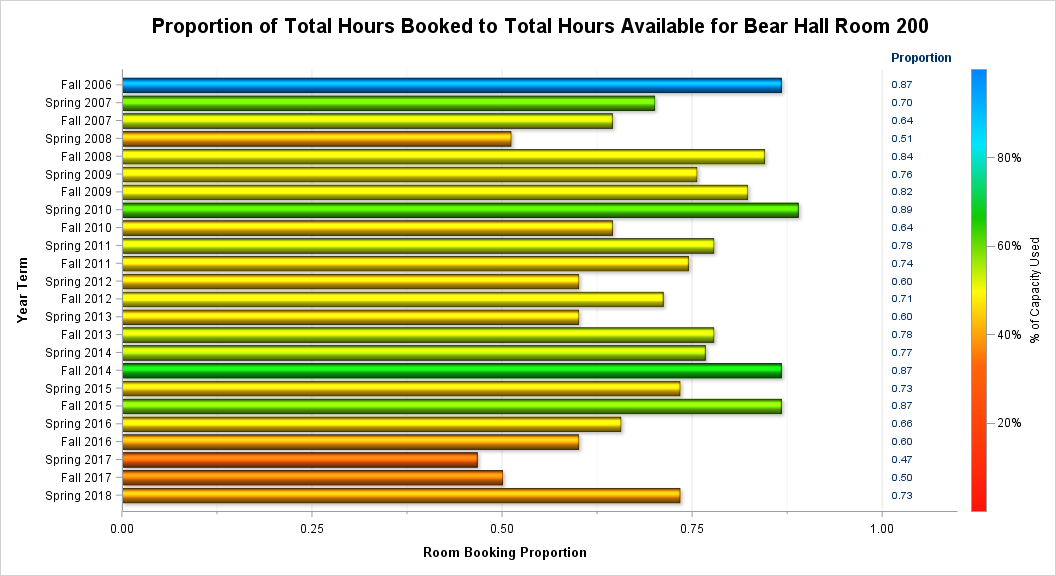 Proportion of Total Hours Booked to Total Hours Available for Bear Hall Room 200
Proportion
Fall 2006 0.87
Spring 2007 0.70
Fall 2007 0.64
Spring 2008 0.51
Fall 2008 0.84
Spring 2009 0.76
Fall 2009 0.82
Spring 2010 0.89
Fall 2010 0.64
Spring 2011 0.78
Fall 2011 0.74
Spring 2012 0.60
Fall 2012 0.71
Spring 2013 0.60
Fall 2013 0.78
Spring 2014 0.77
Fall 2014 0.87
Spring 2015 0.73
Fall 2015 0.87
Spring 2016 0.66
Fall 2016 0.60
Spring 2017 0.47
Fall 2017 0.50
Spring 2018 0.73
Year Term
0.00 0.25 0.50 0.75 1.00
Room Booking Proportion
80%
60%
40%
20%
% of Capacity Used